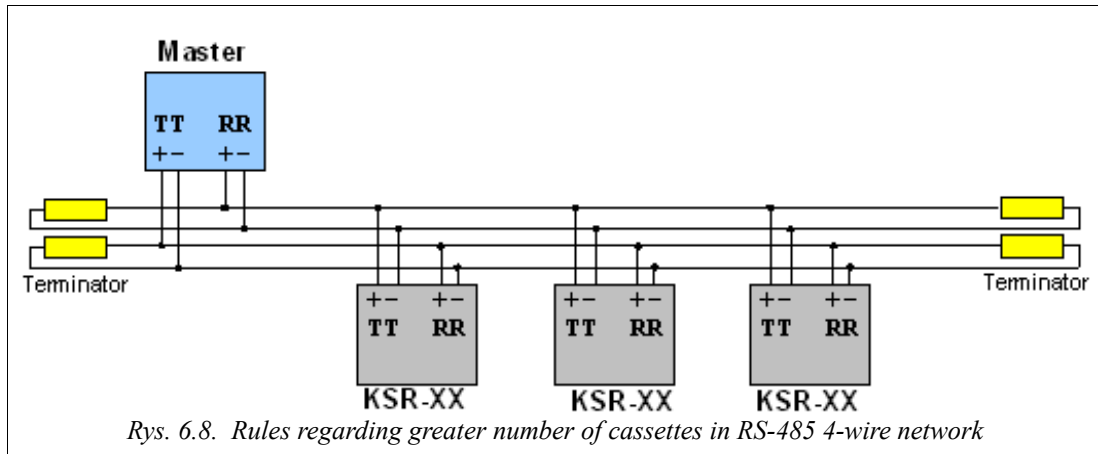 Master
TT RR
+- +-
Terminator Terminator
+- +- +- +- +- +-
TT RR TT RR TT RR
KSR-XX KSR-XX KSR-XX
Rys. 6.8. Rules regarding greater number of cassettes in RS-485 4-wire network